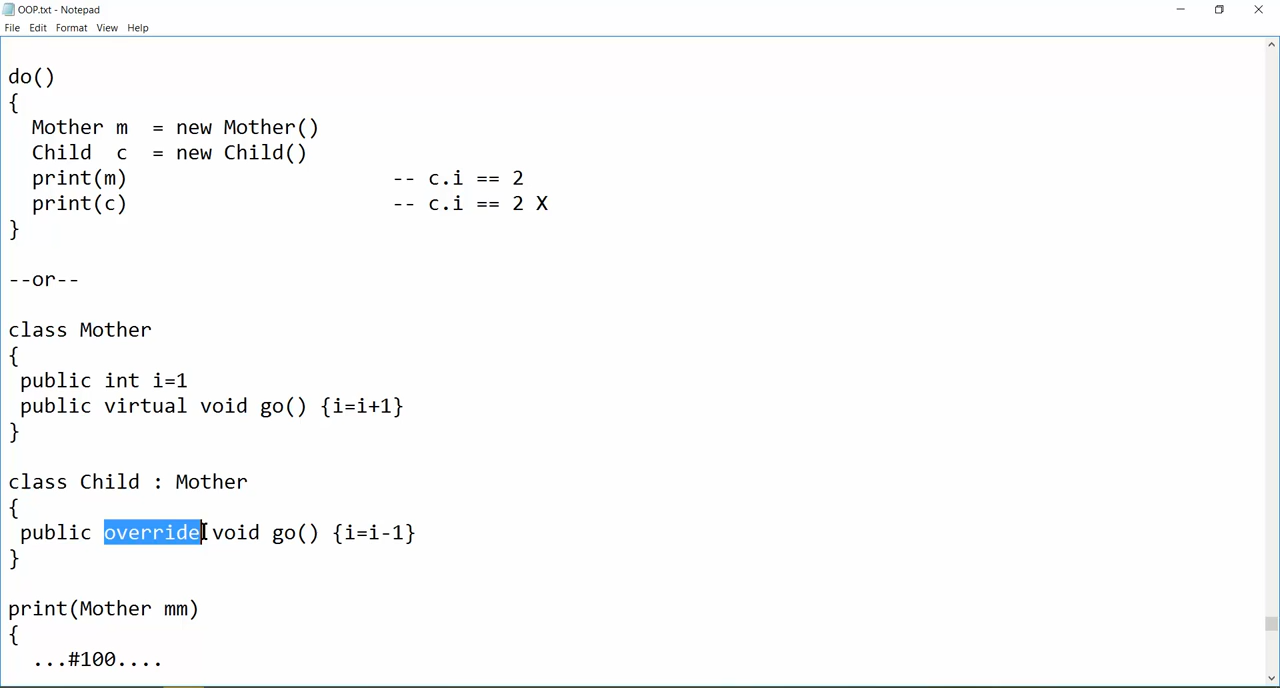 OOP.txt - Notepad
File Edit Format View Help
do()
{
  Mother m  = new Mother()
  Child  c  = new Child()
  print(m)                      -- c.i == 2
  print(c)                      -- c.i == 2 X
}
--or--
class Mother
{
 public int i=1
 public virtual void go() {i=i+1}
}
class Child : Mother
{
 public override void go() {i=i-1}
}
print(Mother mm)
{
  ...#100....